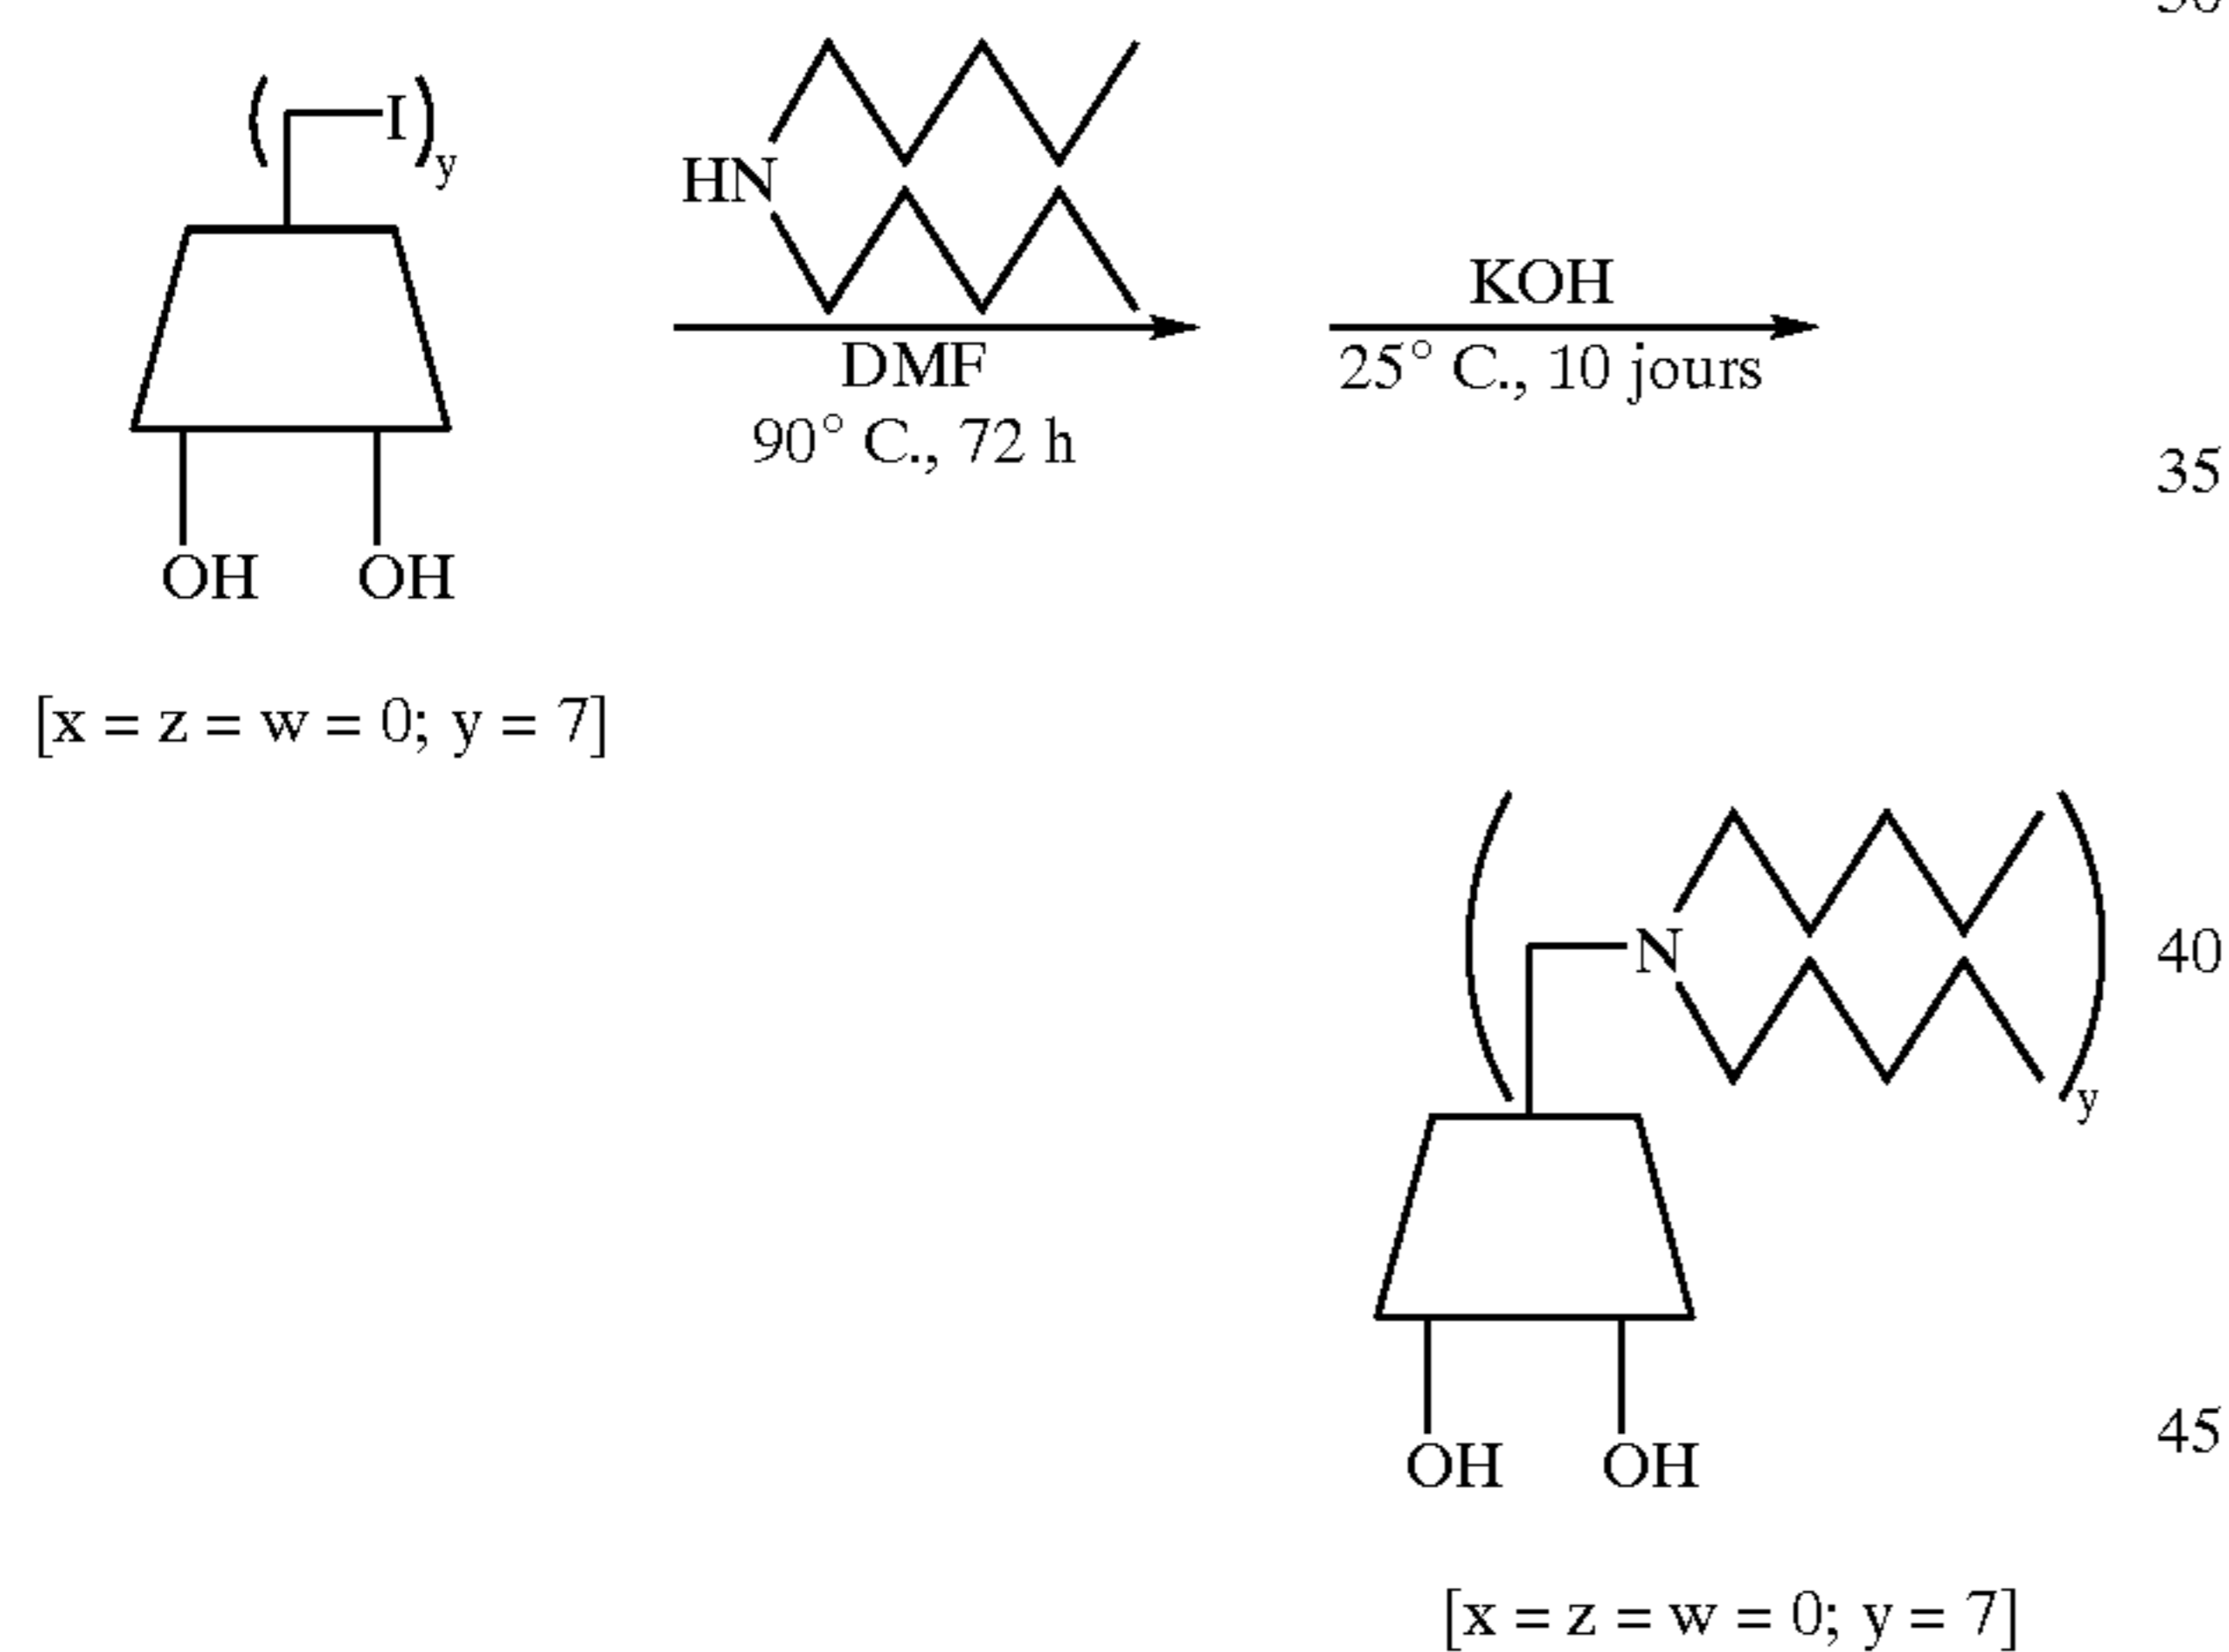 I)y
HN
KOH
DMF
25° C., 10 jours
90° C., 72 h
35
OH OH
[x = z = w = 0; y = 7]
N
40
y
45
OH OH
[x = z = w = 0; y = 7]